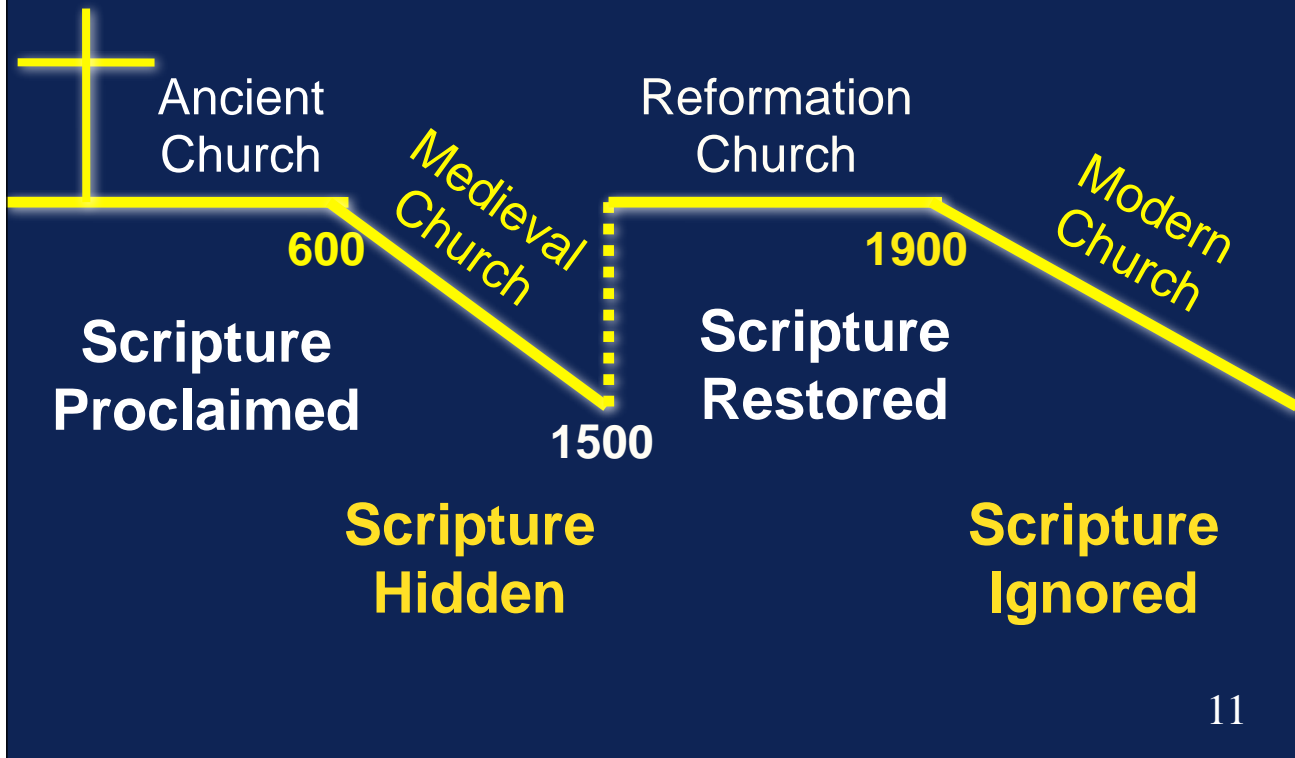 Ancient
Church
Medieval
Church
Reformation
Church
Modern
Church
600
1900
Scripture
Proclaimed
1500
Scripture
Restored
Scripture
Hidden
Scripture
Ignored
11